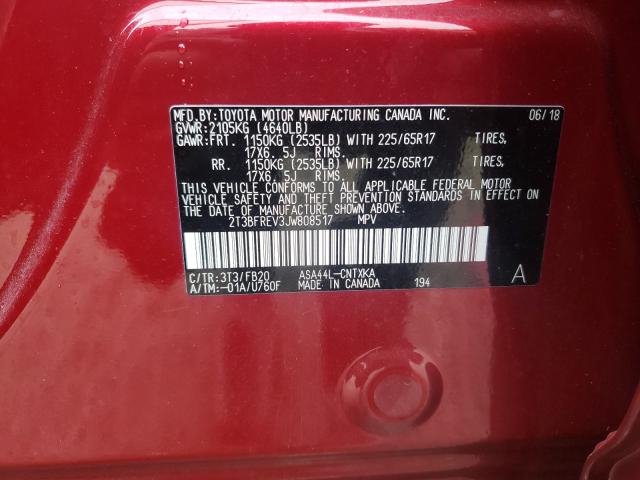 MFD.BY:TOYOTA MOTOR MANUFACTURING CANADA INC. 06/18
GVWR:2105KG (4640LB)
GAWR:FRT. 1150KG (2535LB) WITH 225/65R17 TIRES,
17X6.5J RIMS.
RR. 1150KG (2535LB) WITH 225/65R17 TIRES,
17X6.5J RIMS.
THIS VEHICLE CONFORMS TO ALL APPLICABLE FEDERAL MOTOR
VEHICLE SAFETY AND THEFT PREVENTION STANDARDS IN EFFECT ON
THE DATE OF MANUFACTURE SHOWN ABOVE.
2T3BFREV3JW808517 MPV
C/TR:3T3/FB20 ASA44L-CNTXKA
A/TM:-01A/U760F MADE IN CANADA 194 A